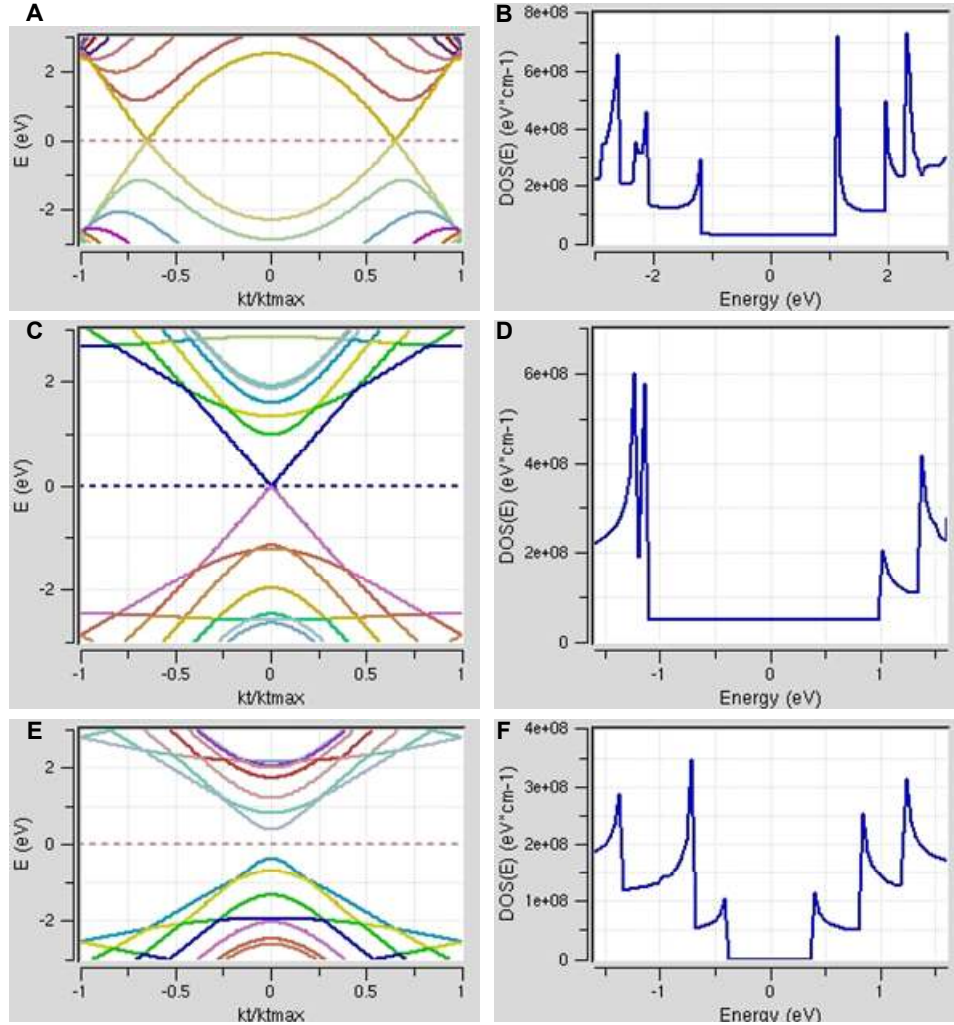 A
E (eV)
2
0
-2
-1
-0.5
0
0.5
1
kt/ktmax
B
DOS(E) (eV*cm-1)
8e+08
6e+08
4e+08
2e+08
0
-2
0
2
Energy (eV)
C
E (eV)
2
0
-2
-1
-0.5
0
0.5
1
kt/ktmax
D
DOS(E) (eV*cm-1)
6e+08
4e+08
2e+08
0
-1
0
1
Energy (eV)
E
E (eV)
2
0
-2
-1
-0.5
0
0.5
1
kt/ktmax
F
DOS(E) (eV*cm-1)
4e+08
3e+08
2e+08
1e+08
0
-1
0
1
Energy (eV)